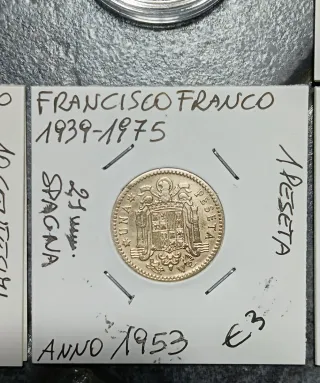 FRANCISCO FRANCO
1939-1975
1 PESETA
21 mm.
SPAGNA
UNA PESETA
ANNO 1953
€3